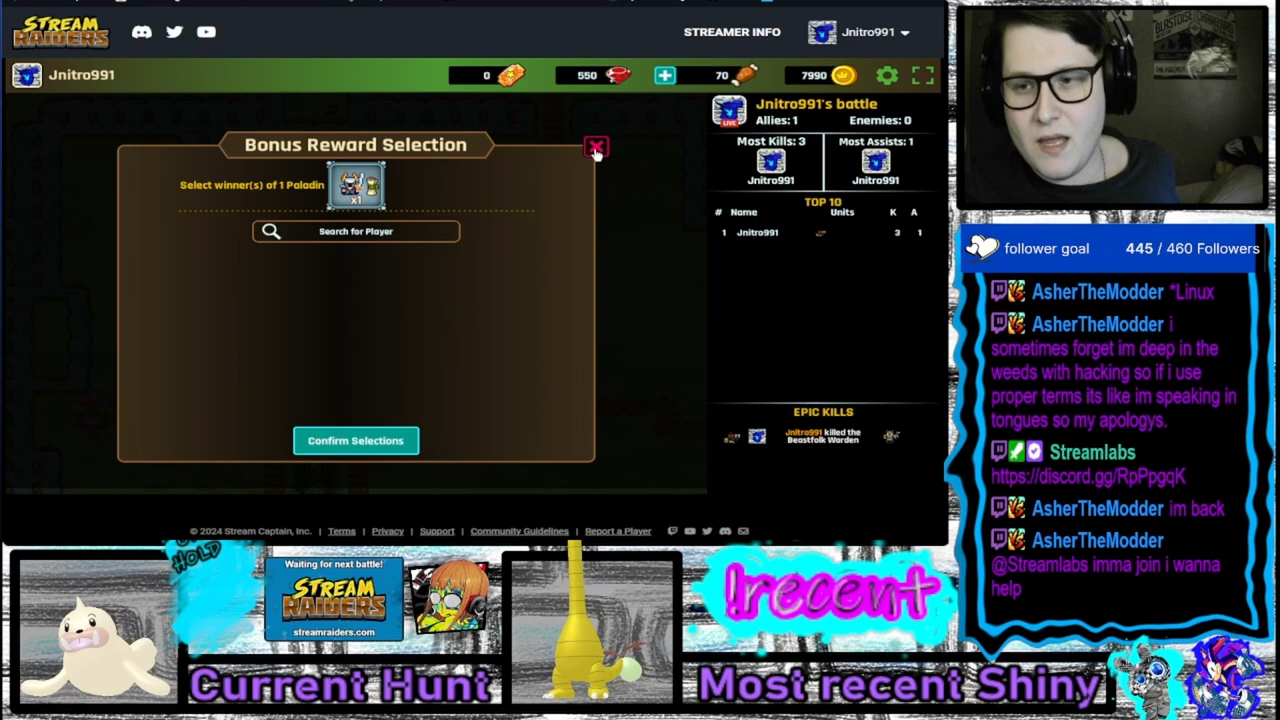 STREAM
RAIDERS
STREAMER INFO
Jnitro991
Jnitro991
0
550
70
7990
Bonus Reward Selection
Select winner(s) of 1 Paladin
x1
Search for Player
Confirm Selections
Jnitro991's battle
LIVE
Allies: 1 Enemies: 0
Most Kills: 3
Jnitro991
Most Assists: 1
Jnitro991
TOP 10
# Name Units K A
1 Jnitro991 3 1
EPIC KILLS
Jnitro991 killed the
Beastfolk Warden
© 2024 Stream Captain, Inc. | Terms | Privacy | Support | Community Guidelines | Report a Player
follower goal 445 / 460 Followers
AsherTheModder *Linux
AsherTheModder i
sometimes forget im deep in the
weeds with hacking so if i use
proper terms its like im speaking in
tongues so my apologys.
Streamlabs
https://discord.gg/RpPpgqK
AsherTheModder im back
AsherTheModder
@Streamlabs imma join i wanna
help
HOLD
Waiting for next battle!
STREAM
RAIDERS
streamraiders.com
!recent
Current Hunt
Most recent Shiny